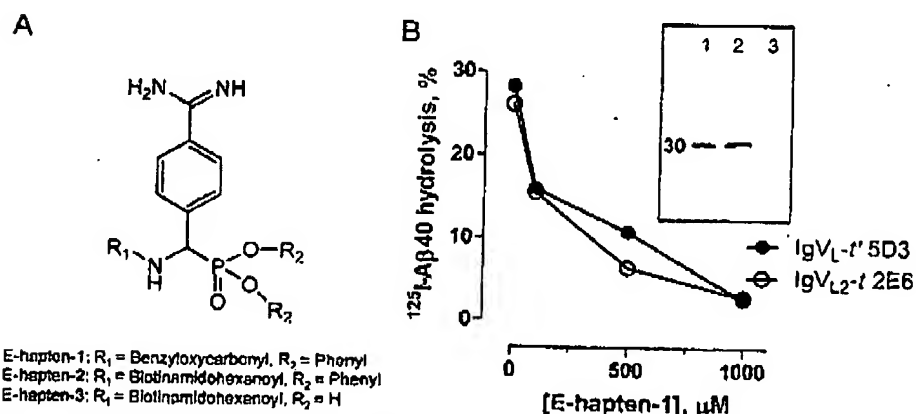 A
H₂N
NH
R₁
N
H
P
O
O
O
R₂
R₂
E-hapten-1: R₁ = Benzyloxycarbonyl, R₂ = Phenyl
E-hapten-2: R₁ = Biotinamidohexanoyl, R₂ = Phenyl
E-hapten-3: R₁ = Biotinamidohexanoyl, R₂ = H
B
¹²⁵I-Aβ40 hydrolysis, %
30
20
10
0
1 2 3
30
IgV_L-t' 5D3
IgV_L2-t 2E6
0 500 1000
[E-hapten-1], μM